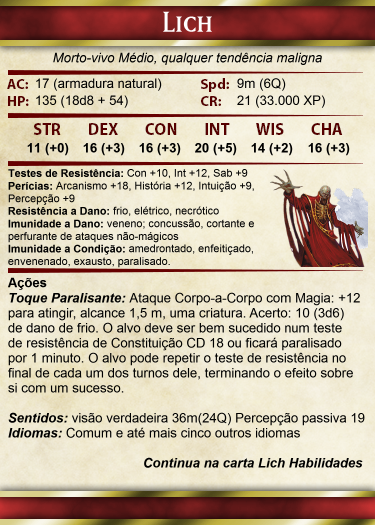 LICH
Morto-vivo Médio, qualquer tendência maligna
AC: 17 (armadura natural) Spd: 9m (6Q)
HP: 135 (18d8 + 54) CR: 21 (33.000 XP)
STR DEX CON INT WIS CHA
11 (+0) 16 (+3) 16 (+3) 20 (+5) 14 (+2) 16 (+3)
Testes de Resistência: Con +10, Int +12, Sab +9
Perícias: Arcanismo +18, História +12, Intuição +9,
Percepção +9
Resistência a Dano: frio, elétrico, necrótico
Imunidade a Dano: veneno; concussão, cortante e
perfurante de ataques não-mágicos
Imunidade a Condição: amedrontado, enfeitiçado,
envenenado, exausto, paralisado.
Ações
Toque Paralisante: Ataque Corpo-a-Corpo com Magia: +12
para atingir, alcance 1,5 m, uma criatura. Acerto: 10 (3d6)
de dano de frio. O alvo deve ser bem sucedido num teste
de resistência de Constituição CD 18 ou ficará paralisado
por 1 minuto. O alvo pode repetir o teste de resistência no
final de cada um dos turnos dele, terminando o efeito sobre
si com um sucesso.
Sentidos: visão verdadeira 36m(24Q) Percepção passiva 19
Idiomas: Comum e até mais cinco outros idiomas
Continua na carta Lich Habilidades